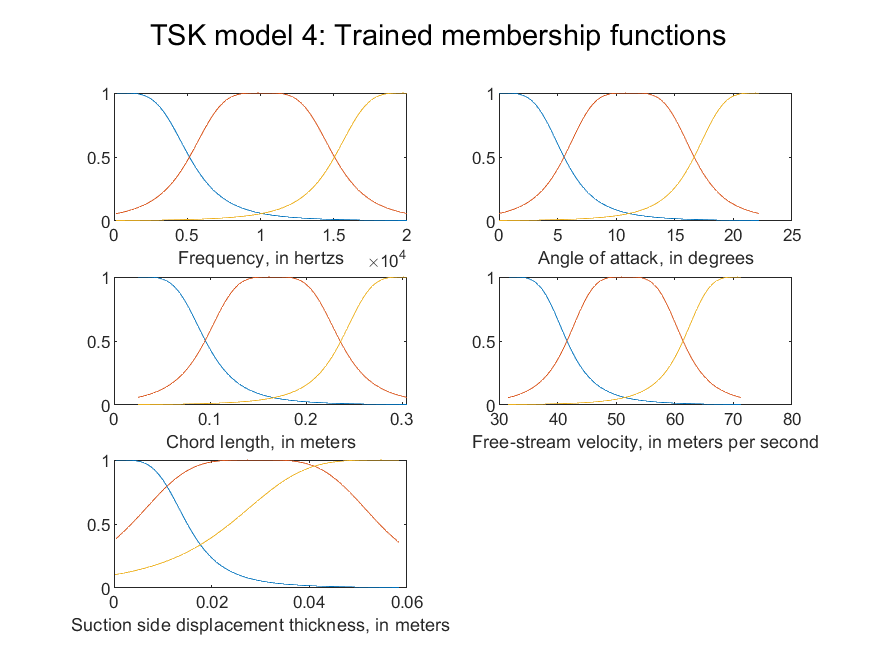 TSK model 4: Trained membership functions
1
0.5
0
0 0.5 1 1.5 2
Frequency, in hertzs ×10^4
1
0.5
0
0 5 10 15 20 25
Angle of attack, in degrees
1
0.5
0
0 0.1 0.2 0.3
Chord length, in meters
1
0.5
0
30 40 50 60 70 80
Free-stream velocity, in meters per second
1
0.5
0
0 0.02 0.04 0.06
Suction side displacement thickness, in meters